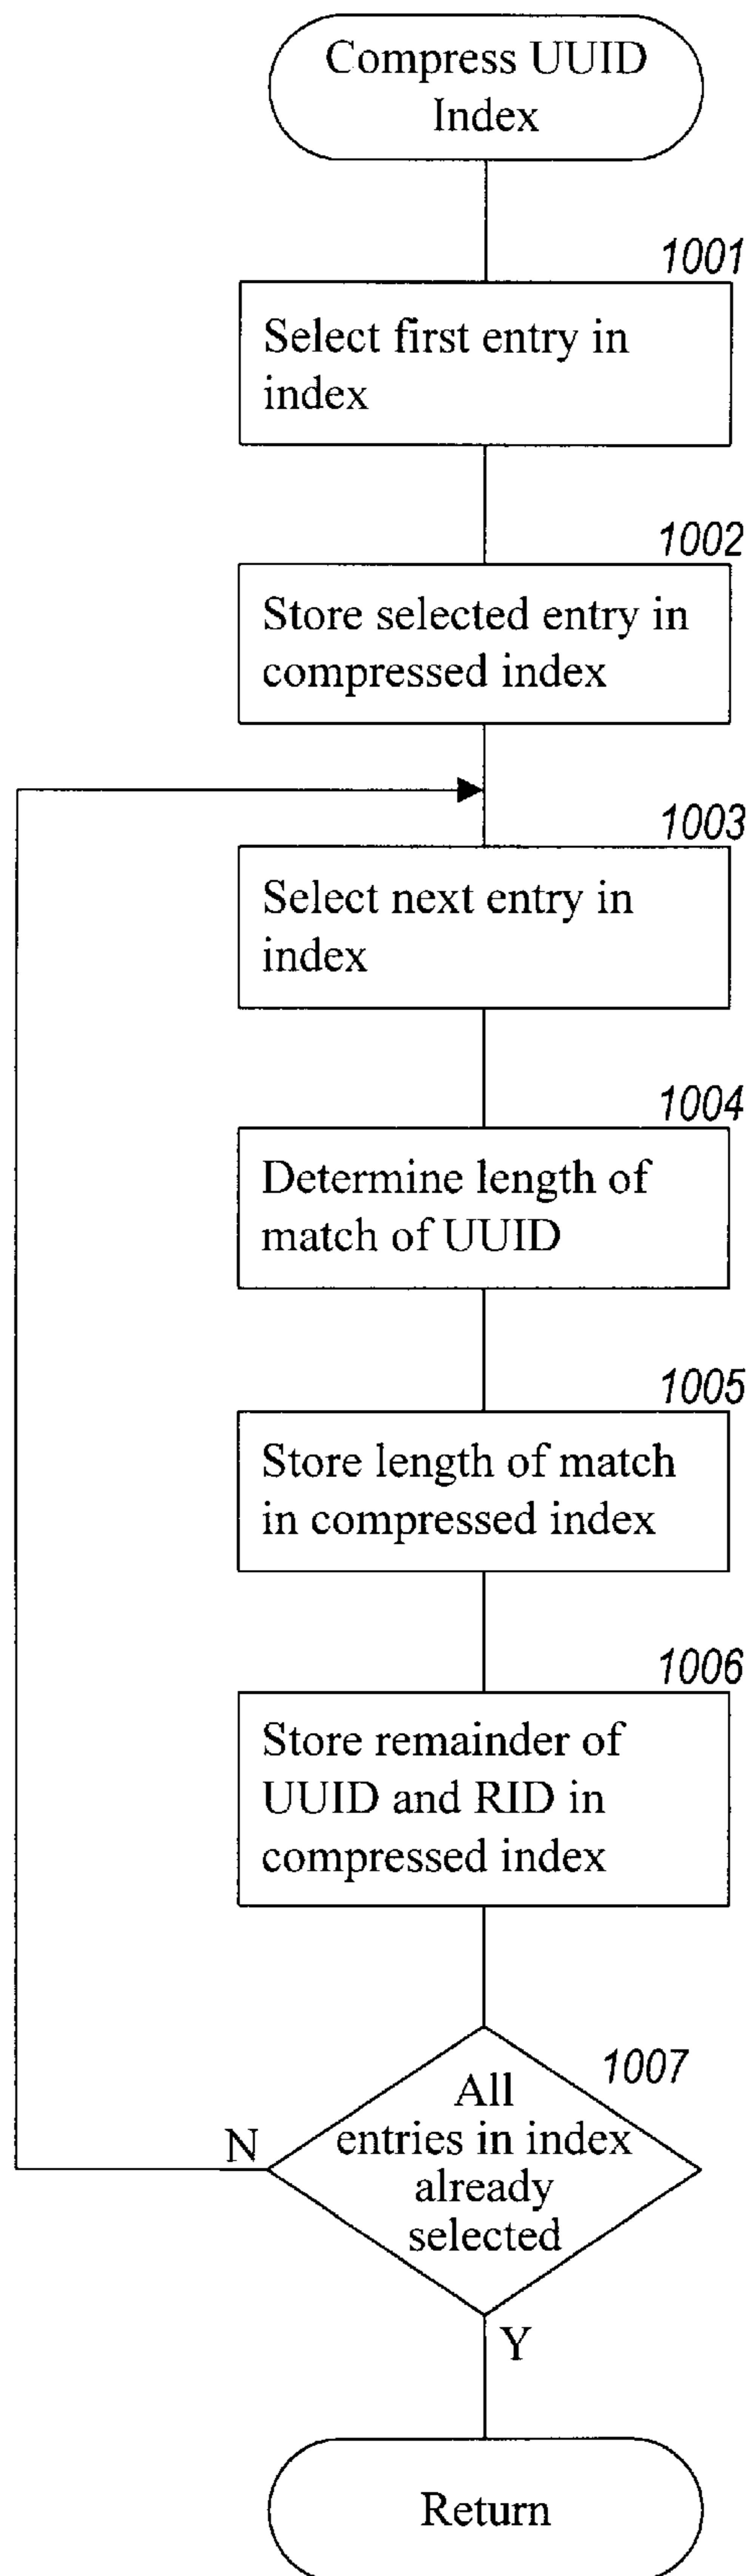 Compress UUID
Index
1001
Select first entry in
index
1002
Store selected entry in
compressed index
1003
Select next entry in
index
1004
Determine length of
match of UUID
1005
Store length of match
in compressed index
1006
Store remainder of
UUID and RID in
compressed index
1007
All
entries in index
already
selected
N
Y
Return